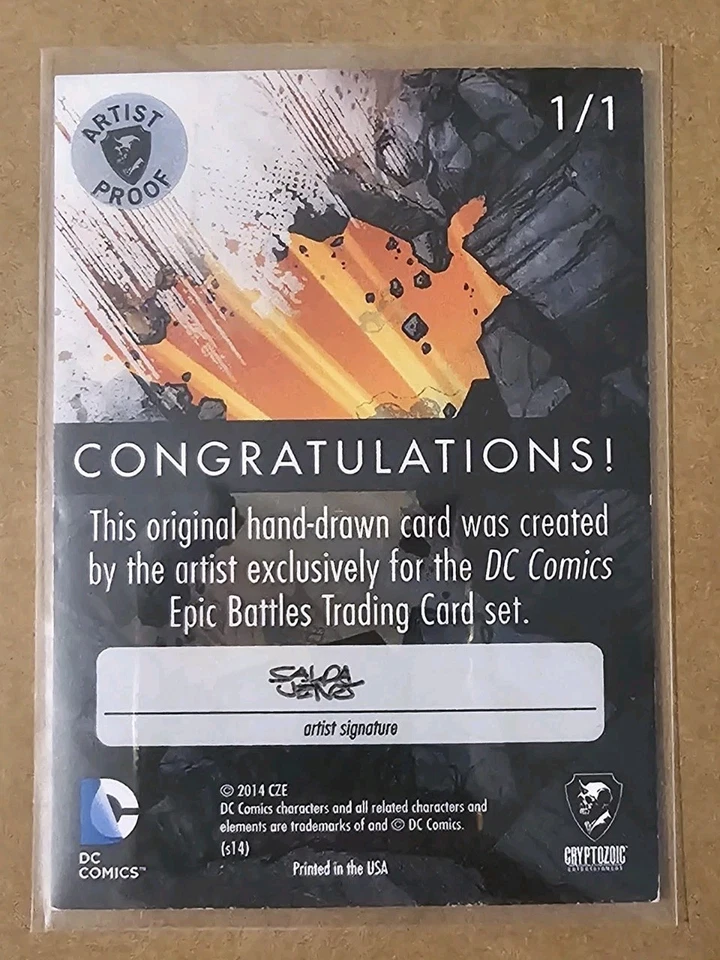 ARTIST
PROOF
1/1
CONGRATULATIONS!
This original hand-drawn card was created
by the artist exclusively for the DC Comics
Epic Battles Trading Card set.
artist signature
© 2014 CZE
DC Comics characters and all related characters and
elements are trademarks of and © DC Comics.
(s14)
Printed in the USA
DC
COMICS™
CRYPTOZOIC
ENTERTAINMENT